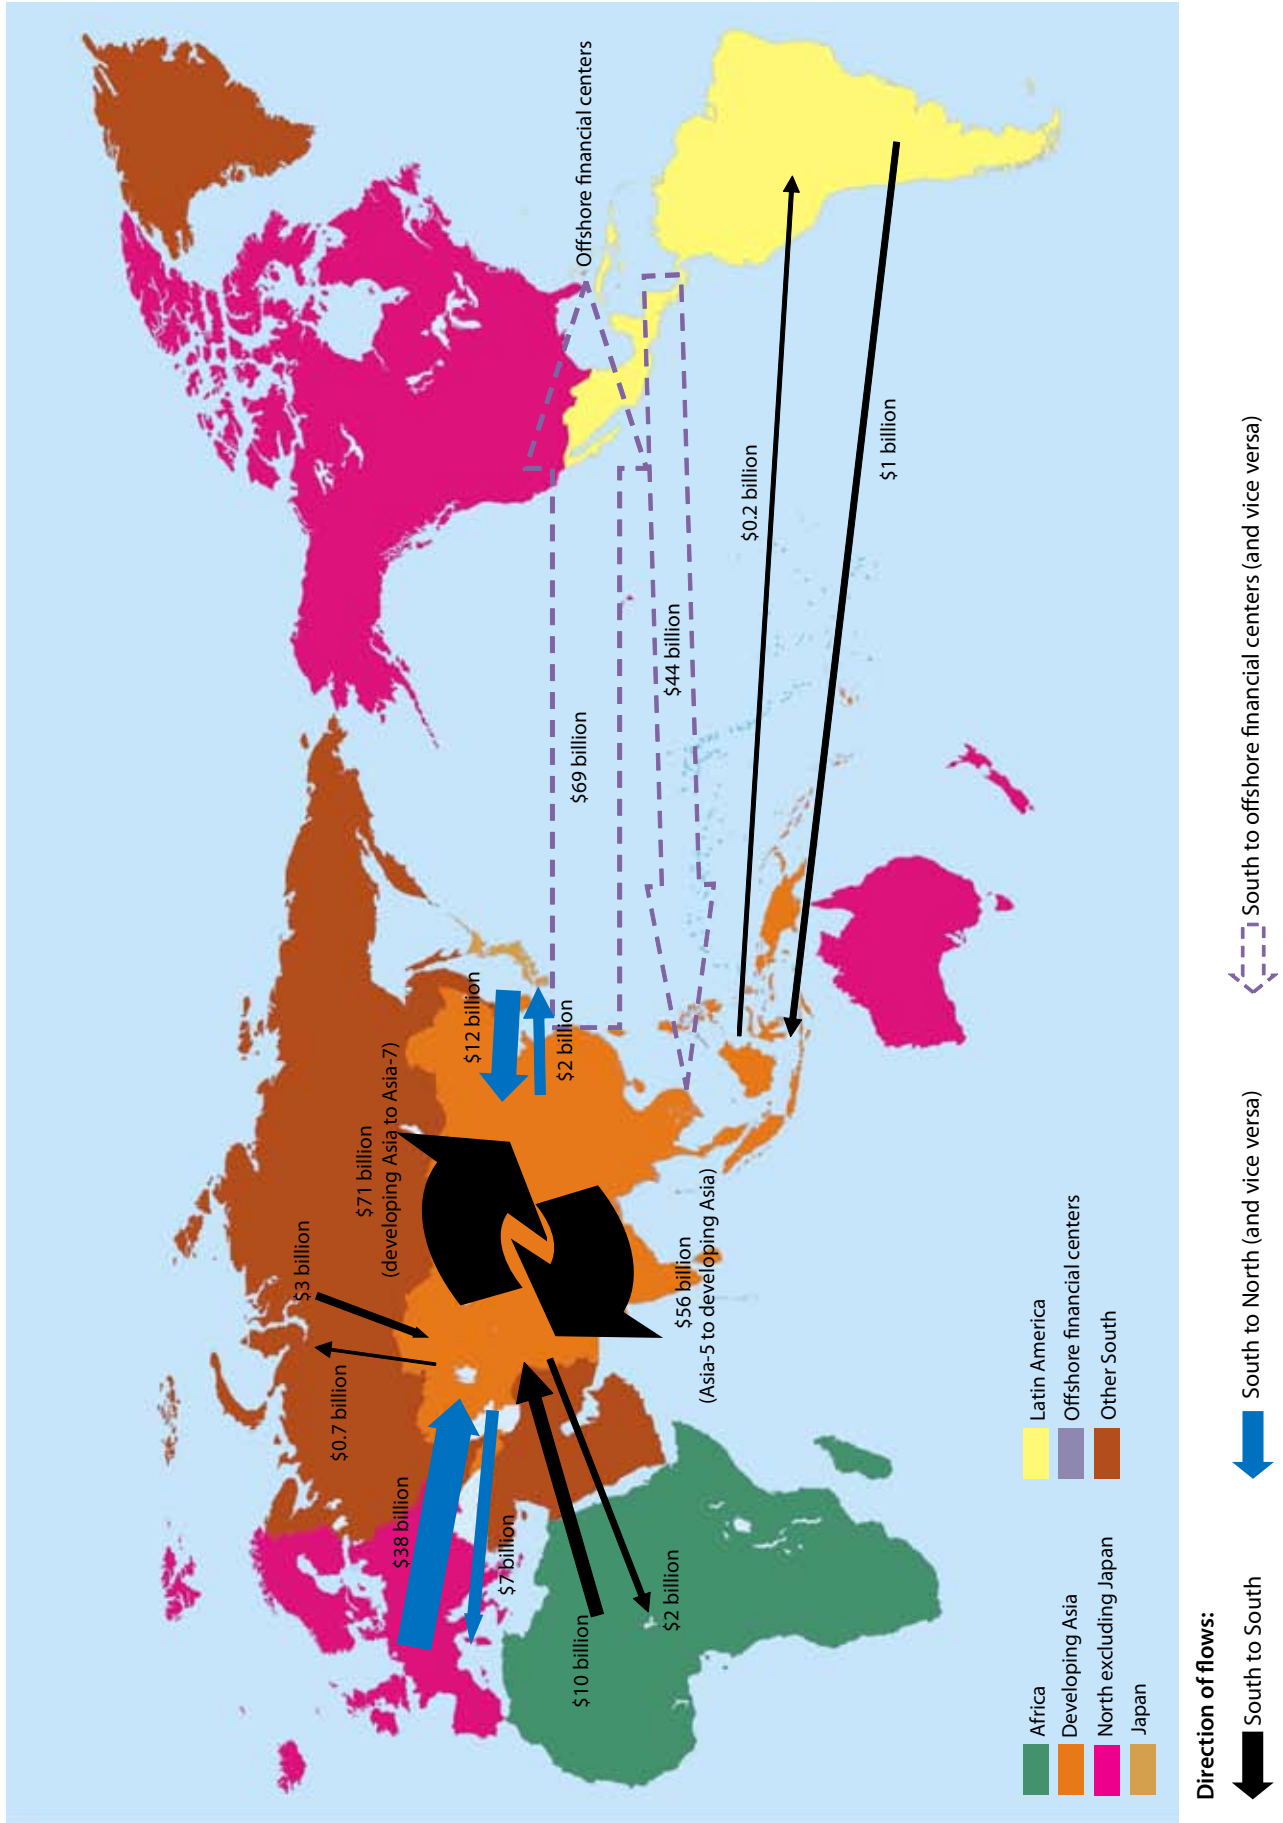 $38 billion
$7 billion
$10 billion
$2 billion
$0.7 billion
$3 billion
$71 billion
(developing Asia to Asia-7)
$56 billion
(Asia-5 to developing Asia)
$12 billion
$2 billion
$69 billion
$44 billion
$0.2 billion
$1 billion
Offshore financial centers
Africa
Developing Asia
North excluding Japan
Japan
Latin America
Offshore financial centers
Other South
Direction of flows:
South to South
South to North (and vice versa)
South to offshore financial centers (and vice versa)